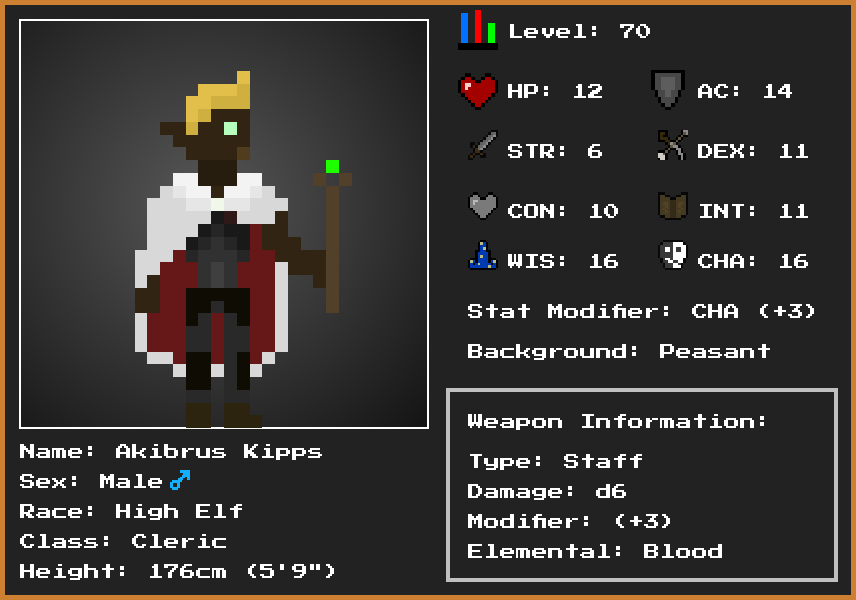 Level: 70
HP: 12 AC: 14
STR: 6 DEX: 11
CON: 10 INT: 11
WIS: 16 CHA: 16
Stat Modifier: CHA (+3)
Background: Peasant
Weapon Information:
Type: Staff
Damage: d6
Modifier: (+3)
Elemental: Blood
Name: Akibrus Kipps
Sex: Male♂
Race: High Elf
Class: Cleric
Height: 176cm (5'9")